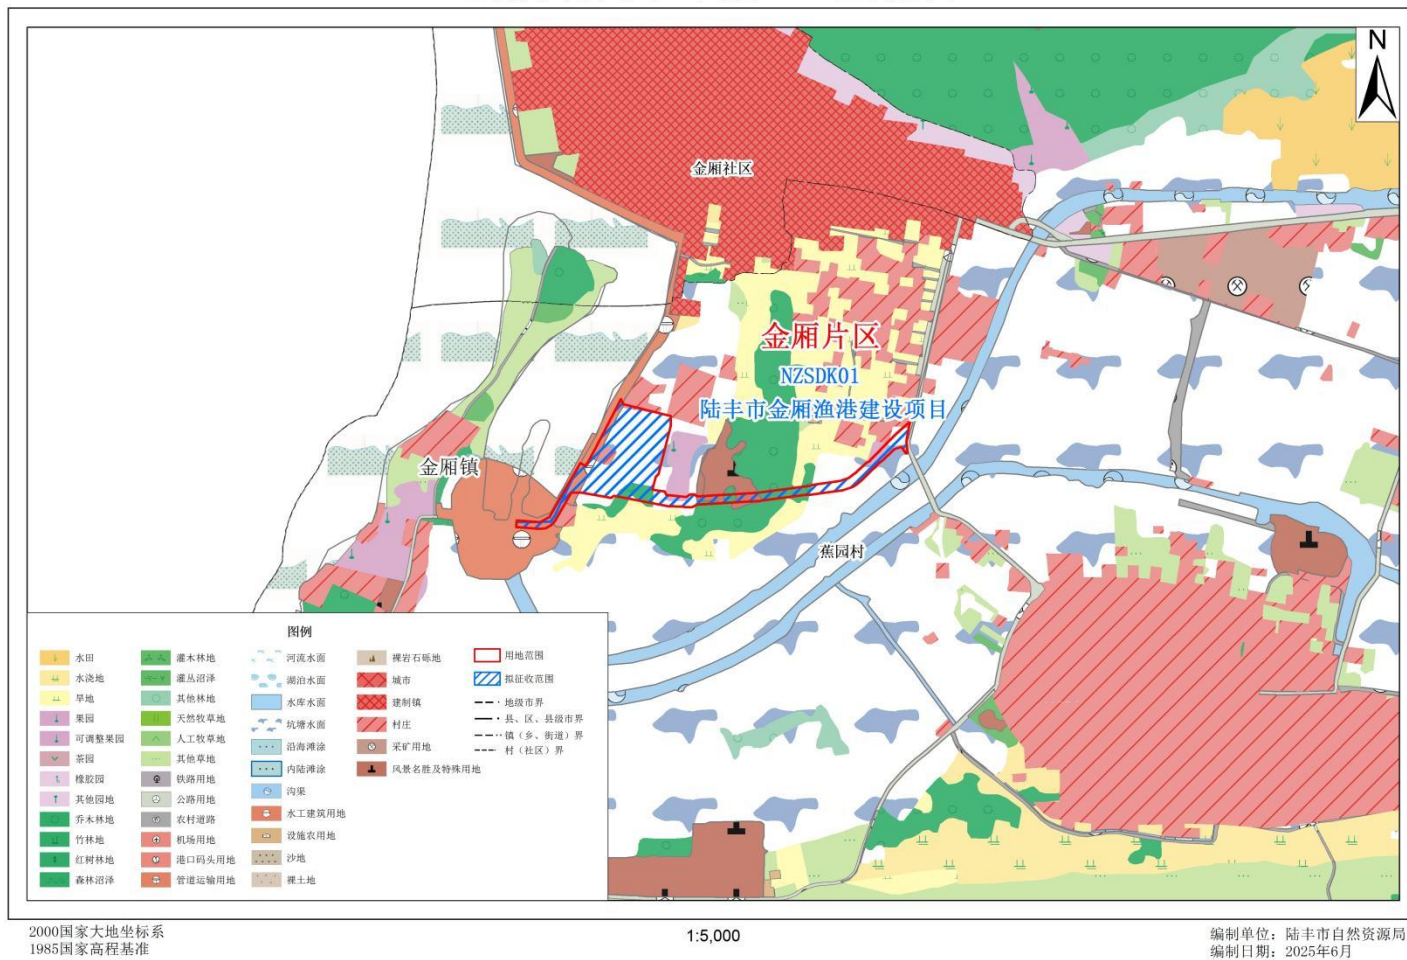 N
金厢社区
金厢片区
NZSDK01
陆丰市金厢渔港建设项目
金厢镇
蕉园村
图例
水田
水浇地
旱地
果园
可调整果园
茶园
橡胶园
其他园地
乔木林地
竹林地
红树林地
森林沼泽
灌木林地
灌丛沼泽
其他林地
天然牧草地
人工牧草地
其他草地
铁路用地
公路用地
农村道路
机场用地
港口码头用地
管道运输用地
河流水面
湖泊水面
水库水面
坑塘水面
沿海滩涂
内陆滩涂
沟渠
水工建筑用地
设施农用地
沙地
裸土地
裸岩石砾地
城市
建制镇
村庄
采矿用地
风景名胜及特殊用地
用地范围
拟征收范围
地级市界
县、区、县级市界
镇（乡、街道）界
村（社区）界
2000国家大地坐标系
1985国家高程基准
1:5,000
编制单位：陆丰市自然资源局
编制日期：2025年6月